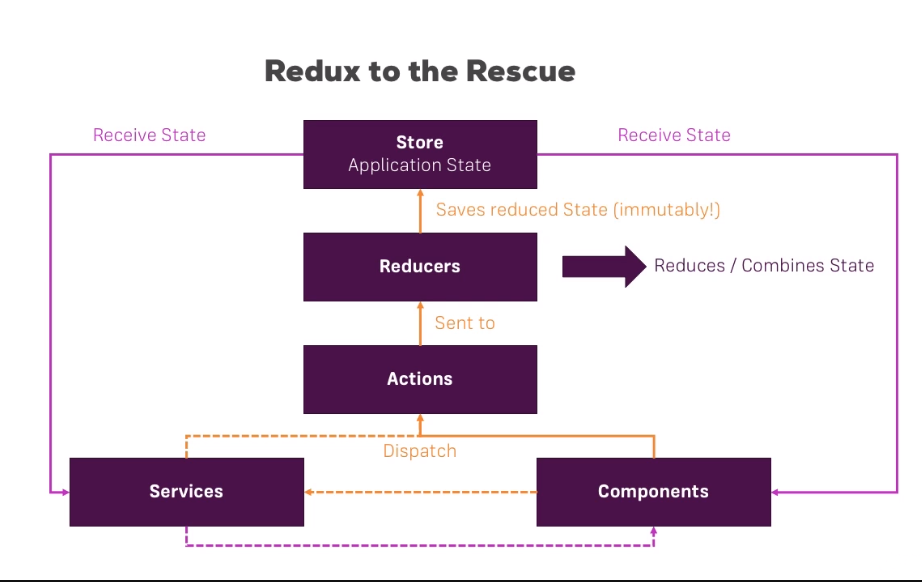 Redux to the Rescue
Receive State
Store
Application State
Receive State
Saves reduced State (immutably!)
Reducers
Reduces / Combines State
Sent to
Actions
Dispatch
Services
Components